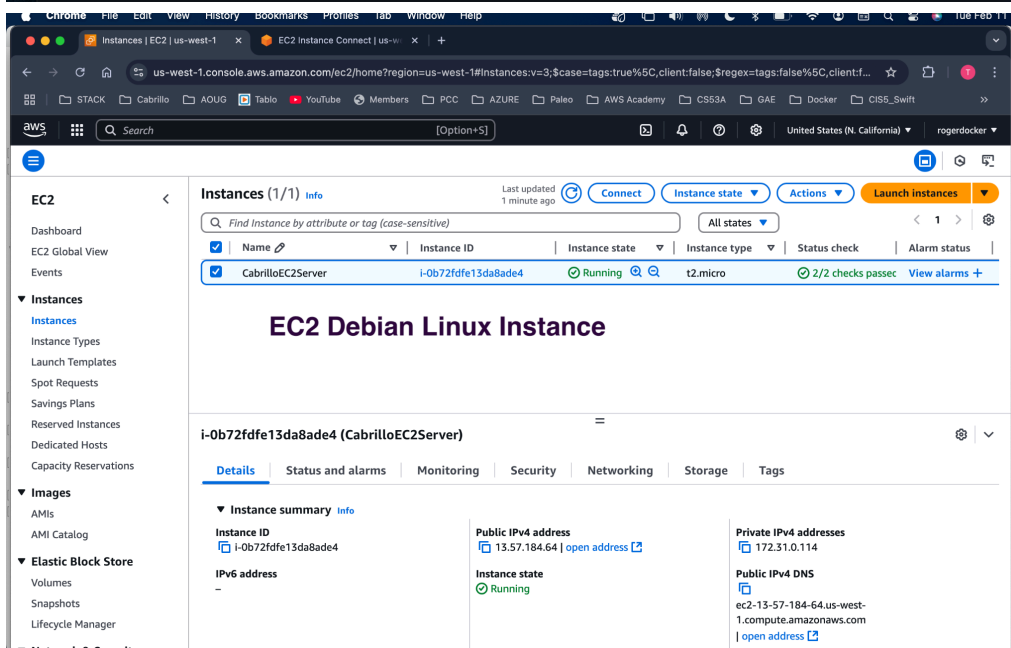 Chrome File Edit View History Bookmarks Profiles Tab Window Help Tue Feb 11
Instances | EC2 | us-west-1 EC2 Instance Connect | us-w
us-west-1.console.aws.amazon.com/ec2/home?region=us-west-1#Instances:v=3;$case=tags:true%5C,client:false;$regex=tags:false%5C,client:f...
STACK Cabrillo AOUG Tablo YouTube Members PCC AZURE Paleo AWS Academy CS53A GAE Docker CIS5_Swift »
aws Search [Option+S] United States (N. California) rogerdocker
EC2
Dashboard
EC2 Global View
Events
Instances
Instances
Instance Types
Launch Templates
Spot Requests
Savings Plans
Reserved Instances
Dedicated Hosts
Capacity Reservations
Images
AMIs
AMI Catalog
Elastic Block Store
Volumes
Snapshots
Lifecycle Manager
Instances (1/1) Info
Last updated
1 minute ago
Connect Instance state Actions Launch instances
Find Instance by attribute or tag (case-sensitive) All states 1
Name Instance ID Instance state Instance type Status check Alarm status
CabrilloEC2Server i-0b72fdfe13da8ade4 Running t2.micro 2/2 checks passec View alarms +
EC2 Debian Linux Instance
i-0b72fdfe13da8ade4 (CabrilloEC2Server)
Details Status and alarms Monitoring Security Networking Storage Tags
Instance summary Info
Instance ID
i-0b72fdfe13da8ade4
IPv6 address
–
Public IPv4 address
13.57.184.64 | open address
Instance state
Running
Private IPv4 addresses
172.31.0.114
Public IPv4 DNS
ec2-13-57-184-64.us-west-
1.compute.amazonaws.com
| open address